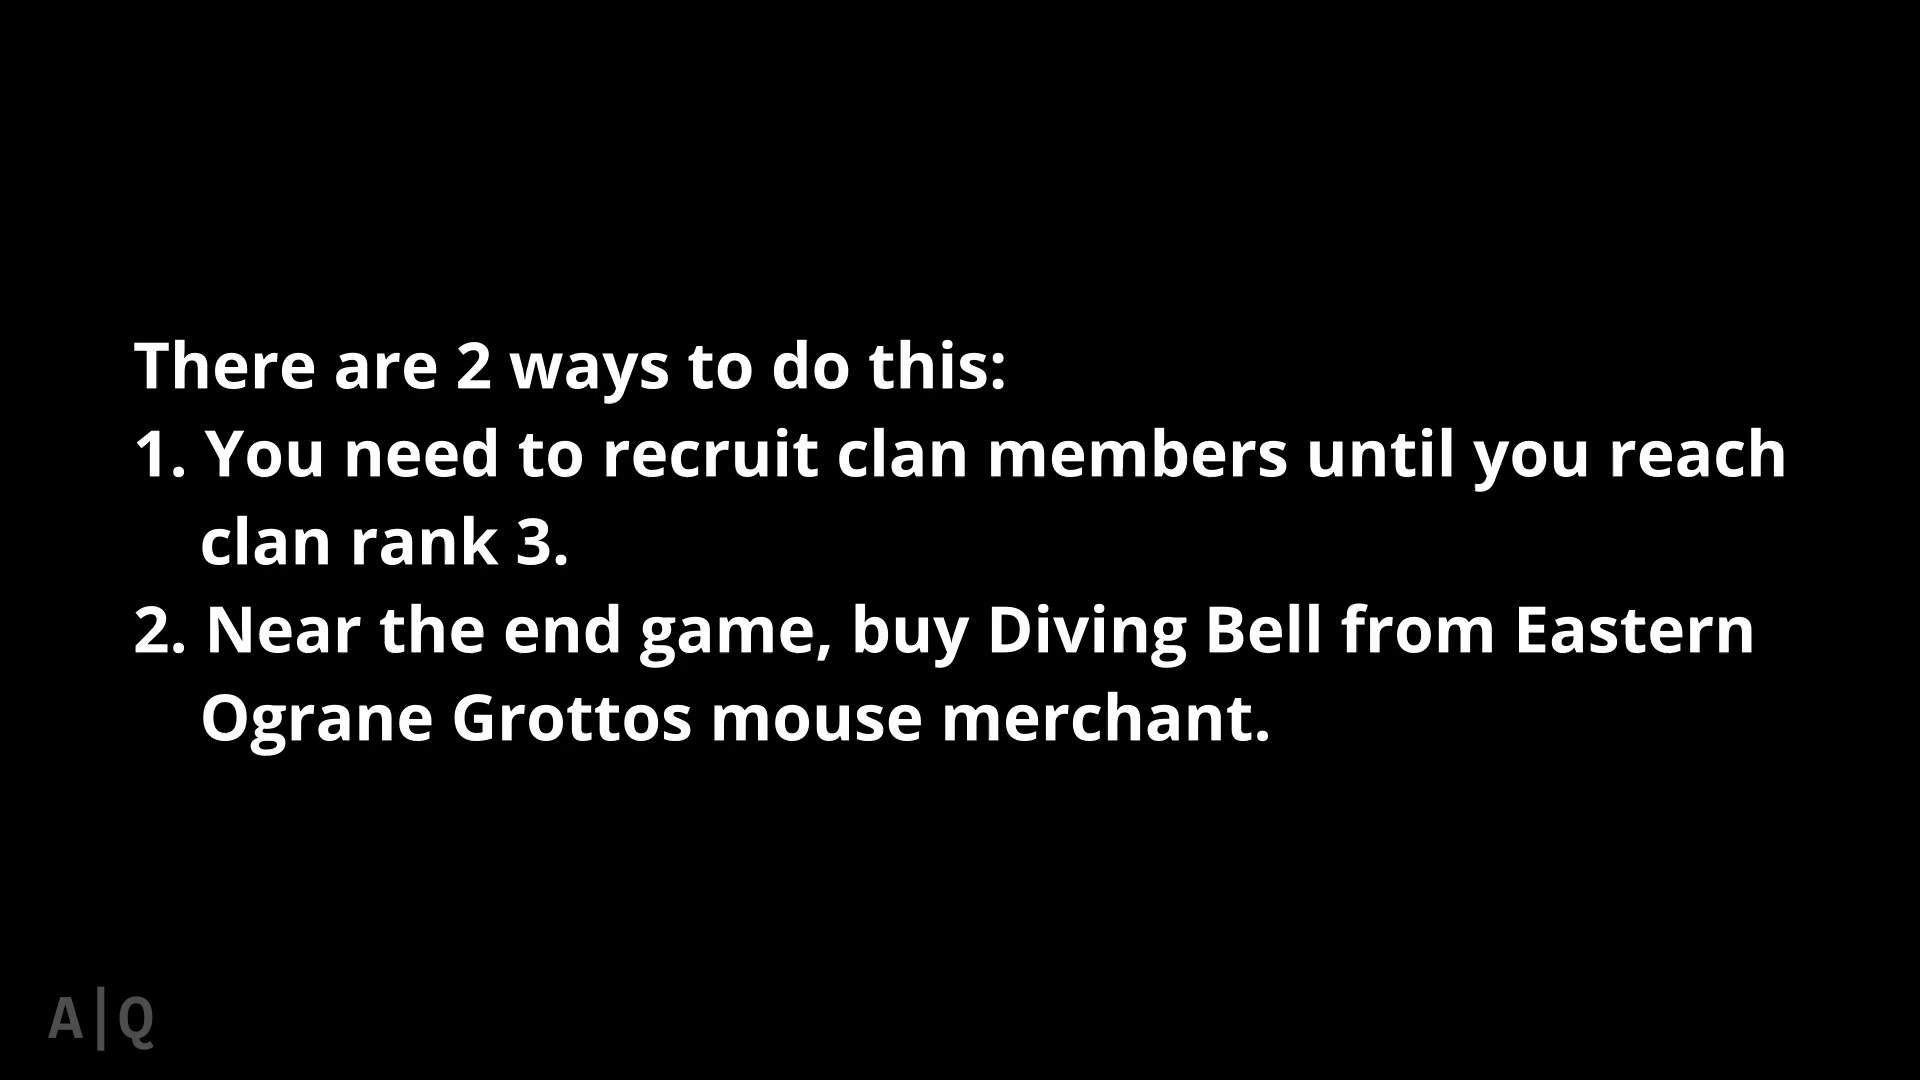 There are 2 ways to do this:
1. You need to recruit clan members until you reach
clan rank 3.
2. Near the end game, buy Diving Bell from Eastern
Ograne Grottos mouse merchant.
A|Q